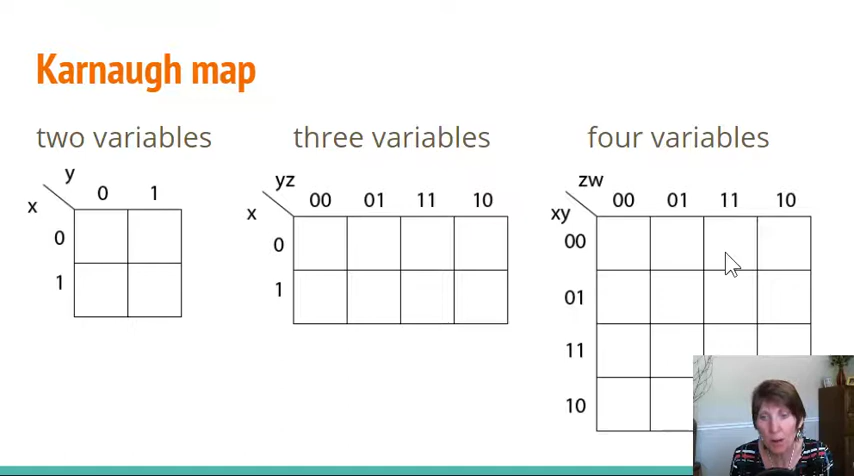 Karnaugh map
two variables
y
x
0 1
0
1
three variables
yz
x
00 01 11 10
0
1
four variables
zw
xy
00 01 11 10
00
01
11
10